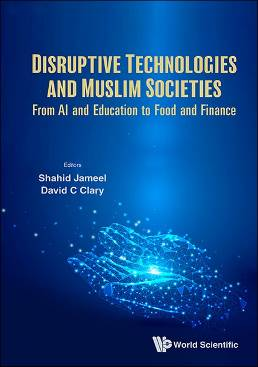 DISRUPTIVE TECHNOLOGIES
AND MUSLIM SOCIETIES
From AI and Education to Food and Finance
Editors
Shahid Jameel
David C Clary
World Scientific